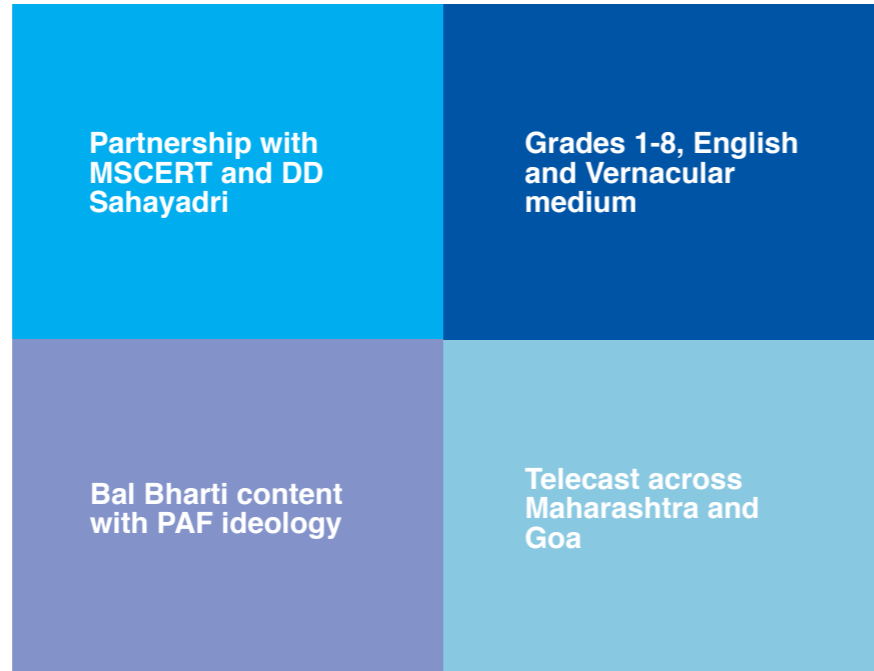 Partnership with
MSCERT and DD
Sahayadri
Grades 1-8, English
and Vernacular
medium
Bal Bharti content
with PAF ideology
Telecast across
Maharashtra and
Goa